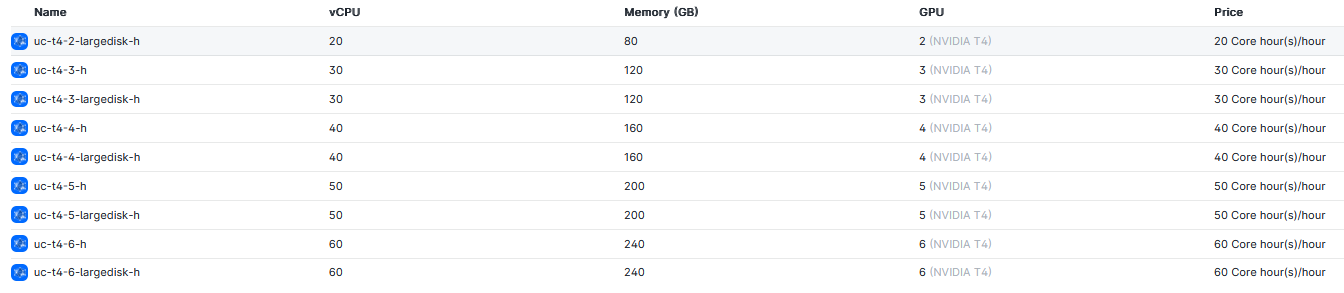 Name vCPU Memory (GB) GPU Price
uc-t4-2-largedisk-h 20 80 2 (NVIDIA T4) 20 Core hour(s)/hour
uc-t4-3-h 30 120 3 (NVIDIA T4) 30 Core hour(s)/hour
uc-t4-3-largedisk-h 30 120 3 (NVIDIA T4) 30 Core hour(s)/hour
uc-t4-4-h 40 160 4 (NVIDIA T4) 40 Core hour(s)/hour
uc-t4-4-largedisk-h 40 160 4 (NVIDIA T4) 40 Core hour(s)/hour
uc-t4-5-h 50 200 5 (NVIDIA T4) 50 Core hour(s)/hour
uc-t4-5-largedisk-h 50 200 5 (NVIDIA T4) 50 Core hour(s)/hour
uc-t4-6-h 60 240 6 (NVIDIA T4) 60 Core hour(s)/hour
uc-t4-6-largedisk-h 60 240 6 (NVIDIA T4) 60 Core hour(s)/hour